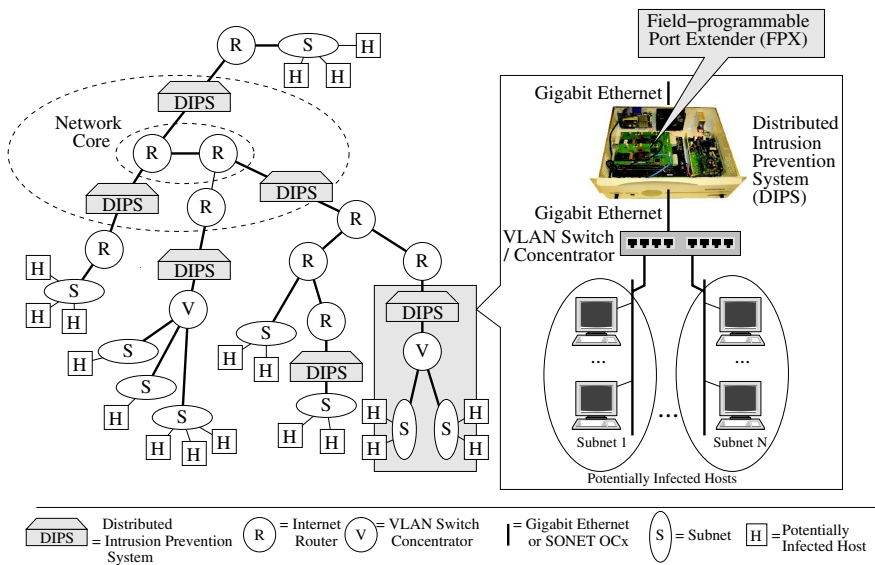 Field-programmable
Port Extender (FPX)
R
S
H
H
H
DIPS
Network
Core
R
R
DIPS
DIPS
R
R
R
H
H
H
S
DIPS
V
S
H
S
H
S
H
H
H
R
R
S
H
H
R
DIPS
S
H
H
DIPS
V
H
H
S
S
H
H
Gigabit Ethernet
Distributed
Intrusion
Prevention
System
(DIPS)
Gigabit Ethernet
VLAN Switch
/ Concentrator
...
...
...
Subnet 1
Subnet N
Potentially Infected Hosts
DIPS
Distributed
= Intrusion Prevention
System
R
= Internet
Router
V
= VLAN Switch
Concentrator
= Gigabit Ethernet
or SONET OCx
S
= Subnet
H
= Potentially
Infected Host